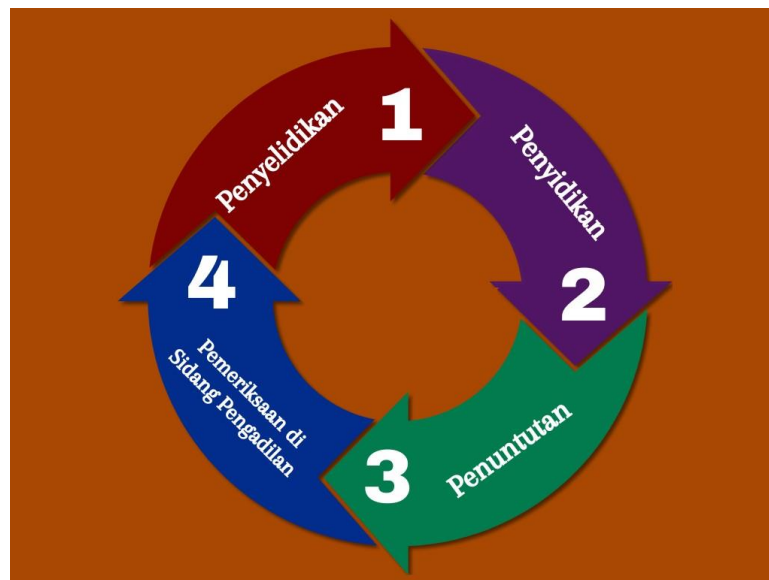 1
Penyelidikan
Penyidikan
2
3
Penuntutan
4
Pemeriksaan di
Sidang Pengadilan